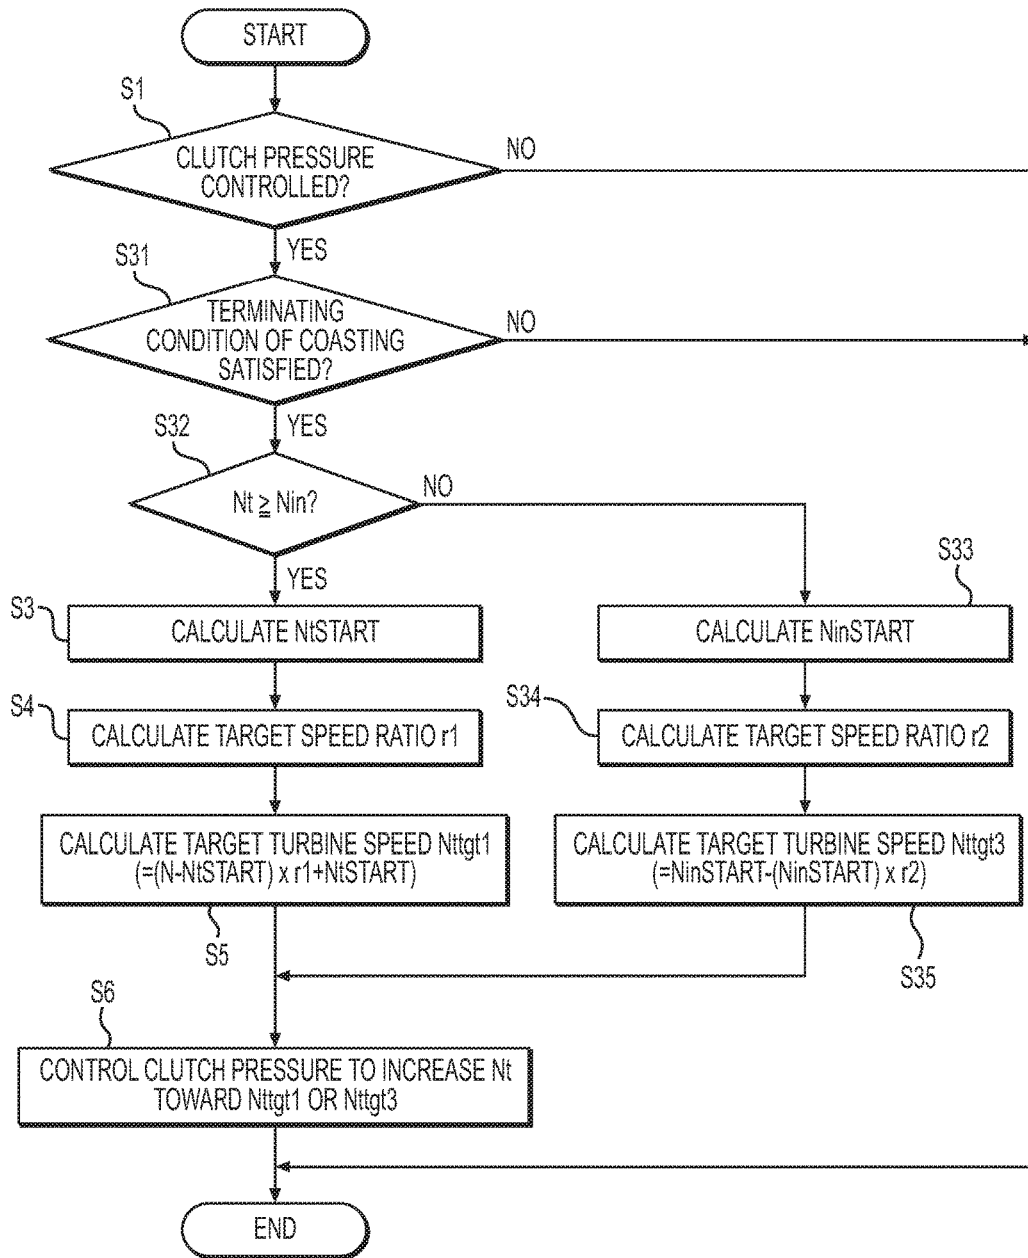 START
S1
CLUTCH PRESSURE
CONTROLLED?
NO
YES
S31
TERMINATING
CONDITION OF COASTING
SATISFIED?
NO
YES
S32
Nt ≧ Nin?
NO
YES
S3
CALCULATE NtSTART
S33
CALCULATE NinSTART
S4
CALCULATE TARGET SPEED RATIO r1
S34
CALCULATE TARGET SPEED RATIO r2
CALCULATE TARGET TURBINE SPEED Nttgt1
(=(N-NtSTART) x r1+NtSTART)
S5
CALCULATE TARGET TURBINE SPEED Nttgt3
(=NinSTART-(NinSTART) x r2)
S35
S6
CONTROL CLUTCH PRESSURE TO INCREASE Nt
TOWARD Nttgt1 OR Nttgt3
END